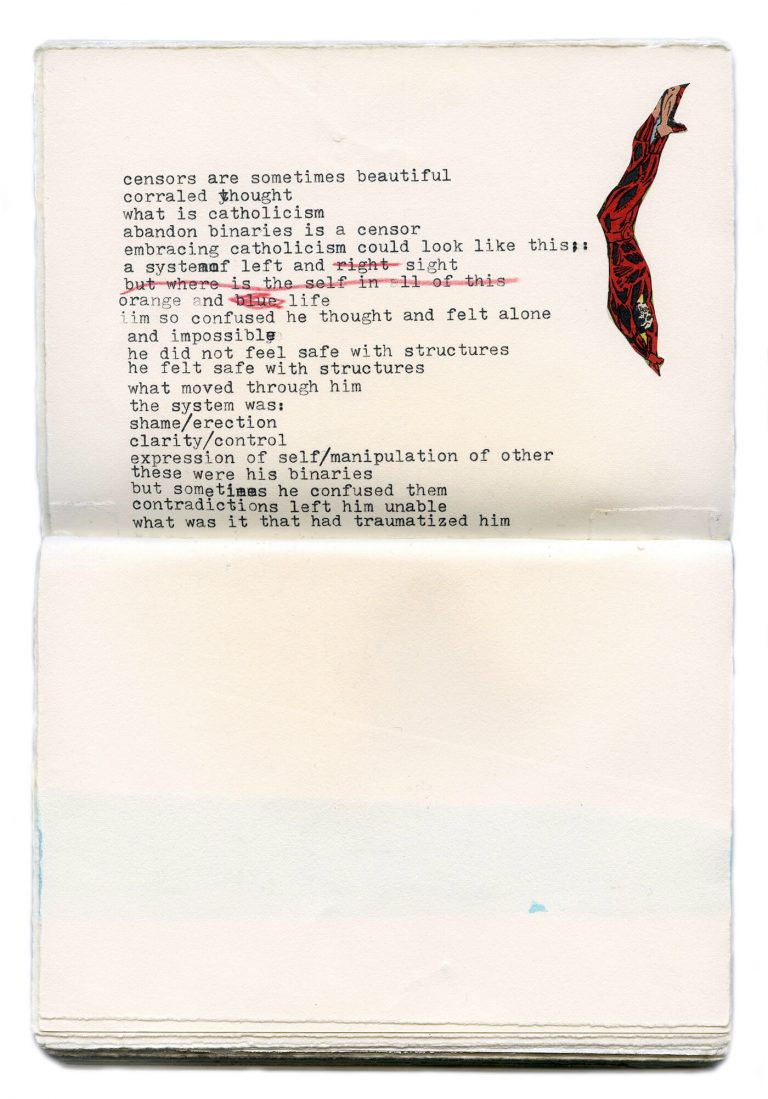 censors are sometimes beautiful
corraled thought
what is catholicism
abandon binaries is a censor
embracing catholicism could look like this;:
a system of left and right sight
but where is the self in all of this
orange and blue life
iim so confused he thought and felt alone
and impossible
he did not feel safe with structures
he felt safe with structures
what moved through him
the system was:
shame/erection
clarity/control
expression of self/manipulation of other
these were his binaries
but sometimes he confused them
contradictions left him unable
what was it that had traumatized him